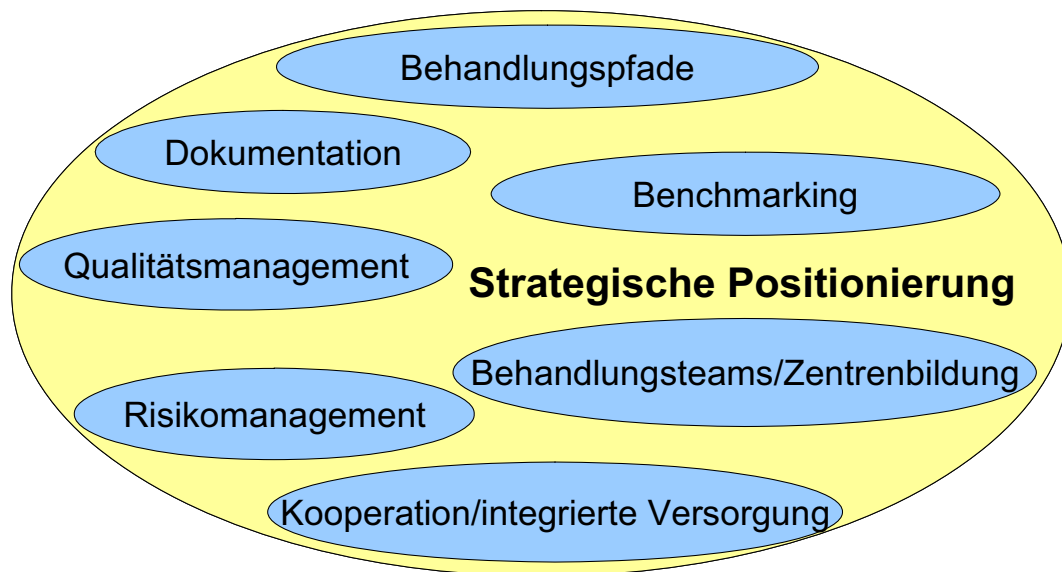 Behandlungspfade
Dokumentation
Benchmarking
Qualitätsmanagement
Strategische Positionierung
Behandlungsteams/Zentrenbildung
Risikomanagement
Kooperation/integrierte Versorgung